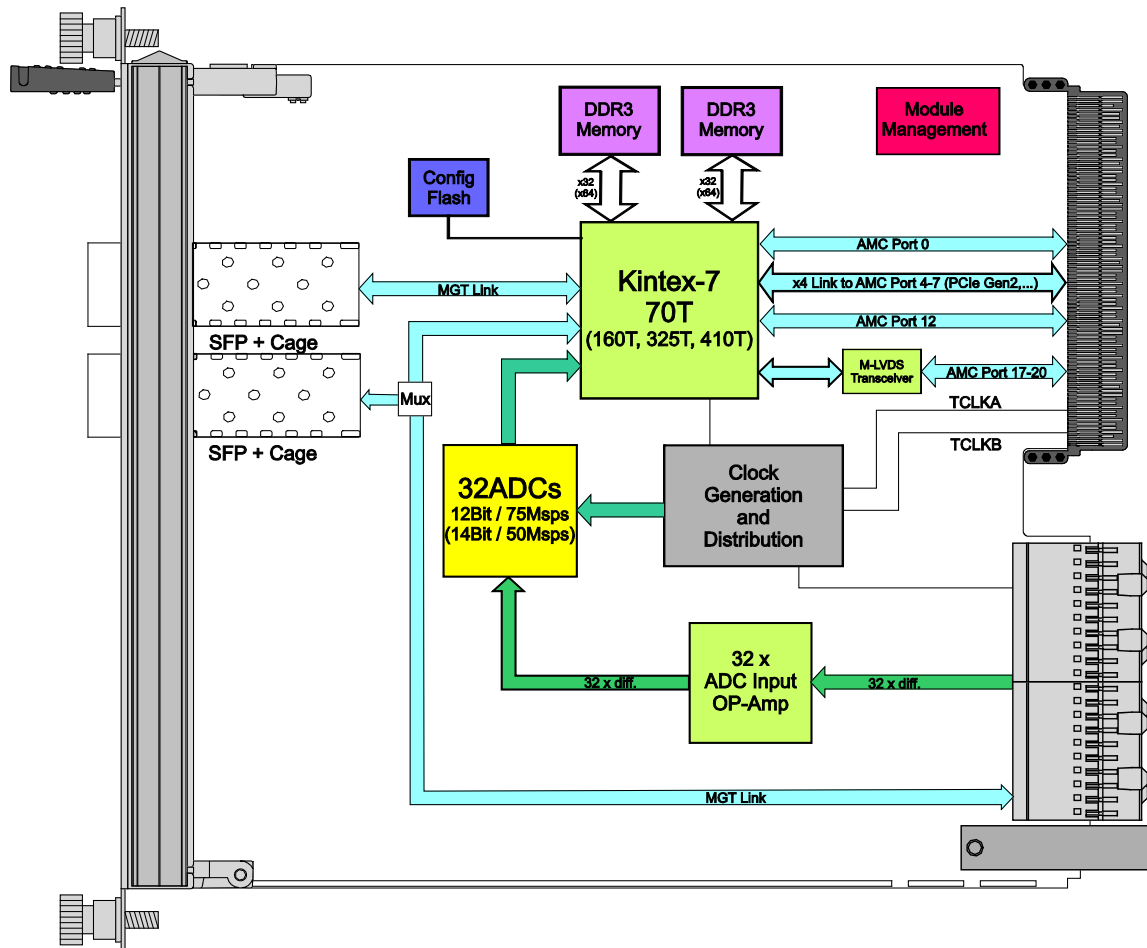 DDR3
Memory
DDR3
Memory
Module
Management
Config
Flash
x32
(x64)
x32
(x64)
Kintex-7
70T
(160T, 325T, 410T)
AMC Port 0
x4 Link to AMC Port 4-7 (PCIe Gen2,...)
AMC Port 12
MGT Link
SFP + Cage
M-LVDS
Transceiver
AMC Port 17-20
Mux
TCLKA
TCLKB
SFP + Cage
32ADCs
12Bit / 75Msps
(14Bit / 50Msps)
Clock
Generation
and
Distribution
32 x
ADC Input
OP-Amp
32 x diff.
32 x diff.
MGT Link